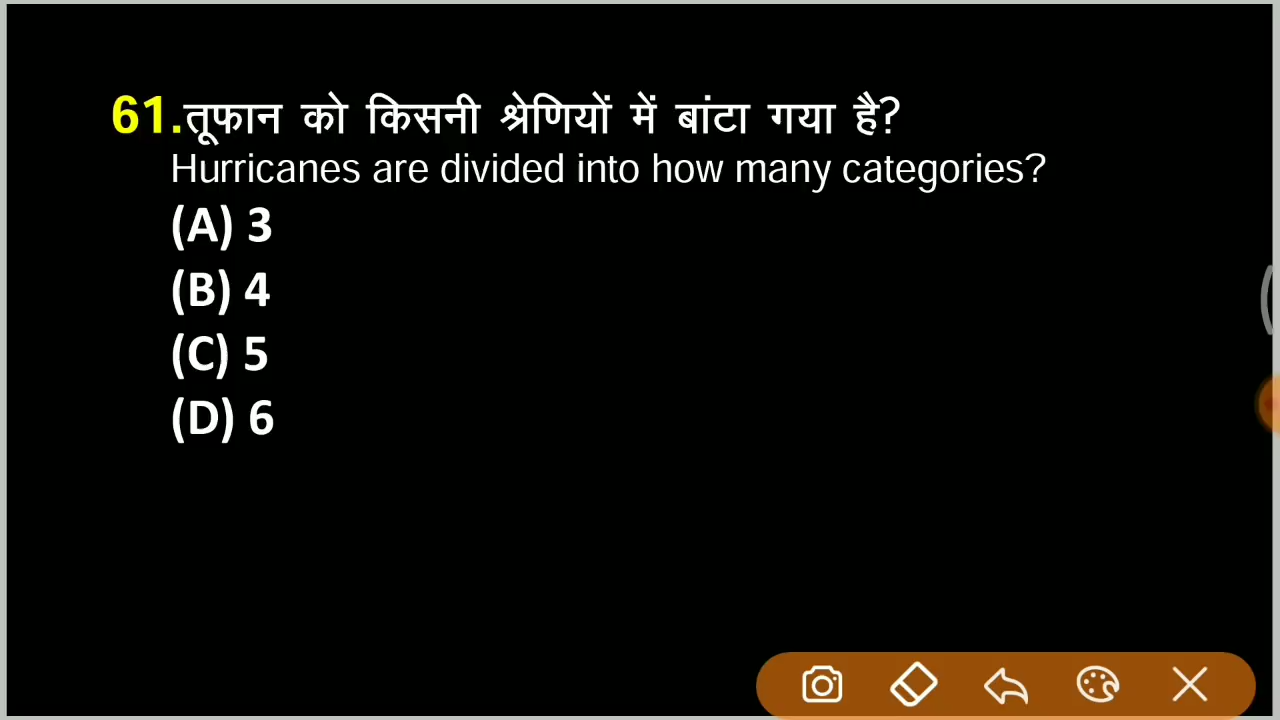 61.तूफान को किसनी श्रेणियों में बांटा गया है?
Hurricanes are divided into how many categories?
(A) 3
(B) 4
(C) 5
(D) 6